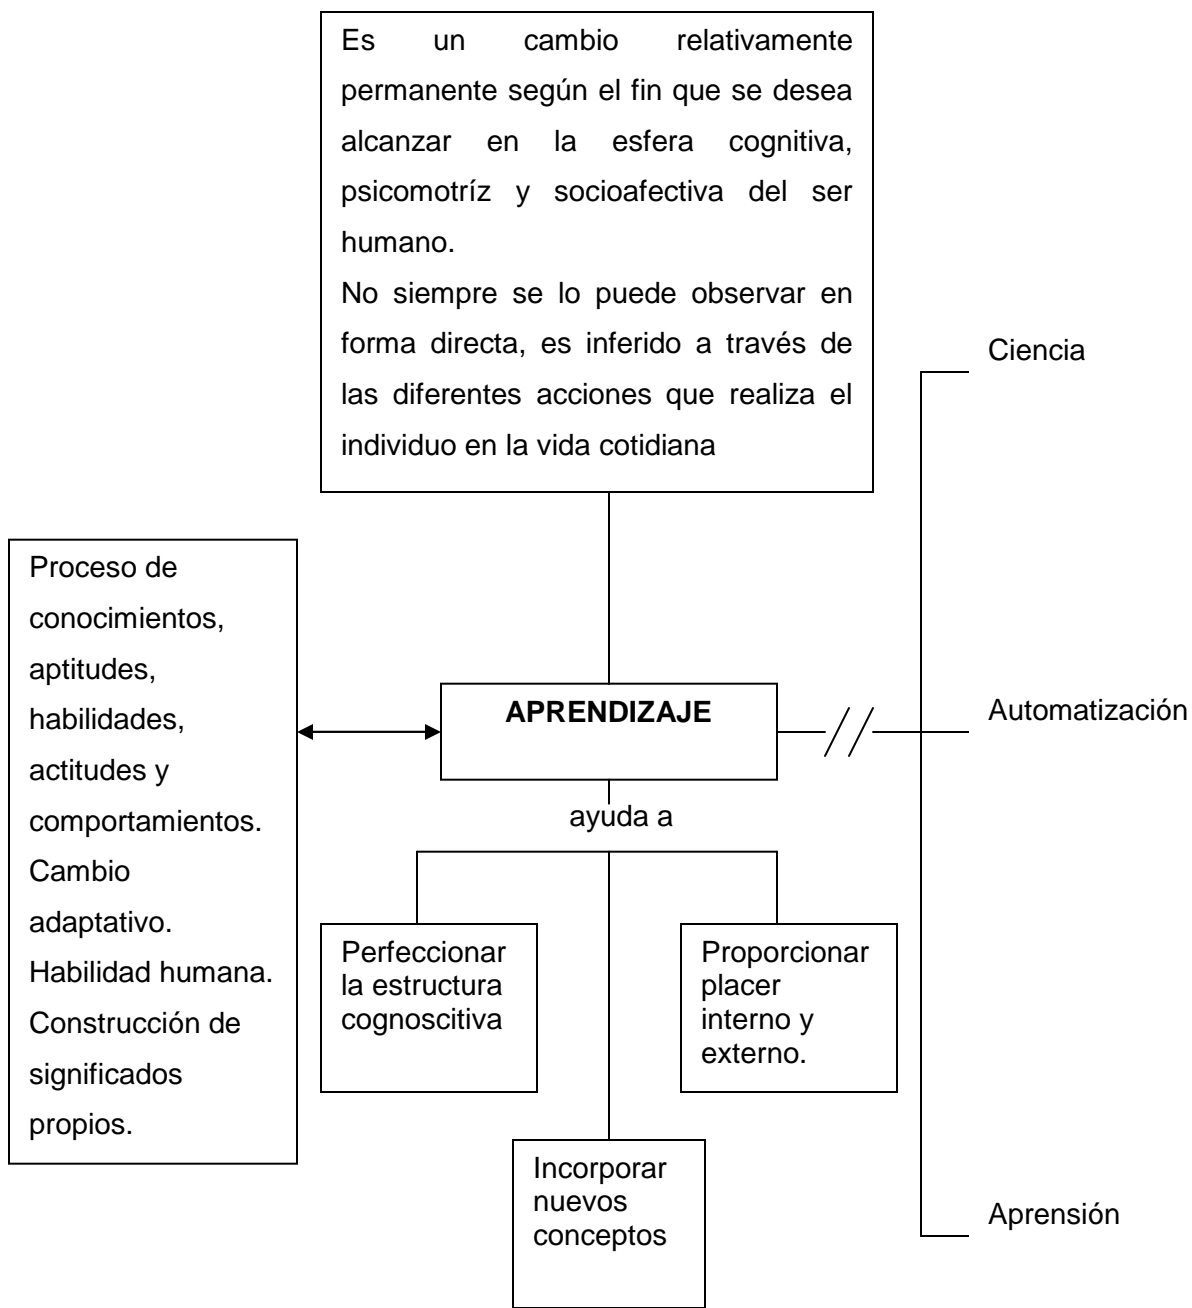 Es un cambio relativamente
permanente según el fin que se desea
alcanzar en la esfera cognitiva,
psicomotríz y socioafectiva del ser
humano.
No siempre se lo puede observar en
forma directa, es inferido a través de
las diferentes acciones que realiza el
individuo en la vida cotidiana
Proceso de
conocimientos,
aptitudes,
habilidades,
actitudes y
comportamientos.
Cambio
adaptativo.
Habilidad humana.
Construcción de
significados
propios.
APRENDIZAJE
ayuda a
Perfeccionar
la estructura
cognoscitiva
Incorporar
nuevos
conceptos
Proporcionar
placer
interno y
externo.
Ciencia
Automatización
Aprensión